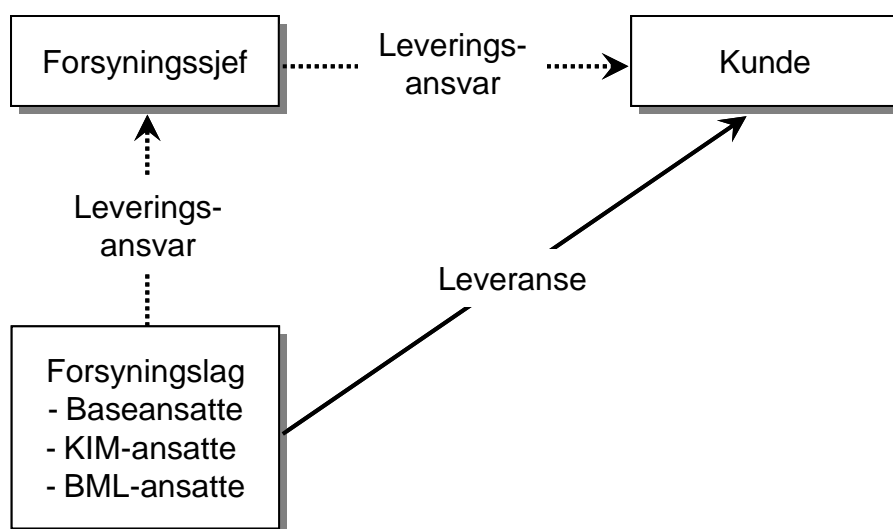 Forsyningssjef
Leverings-
ansvar
Kunde
Leverings-
ansvar
Leveranse
Forsyningslag
- Baseansatte
- KIM-ansatte
- BML-ansatte